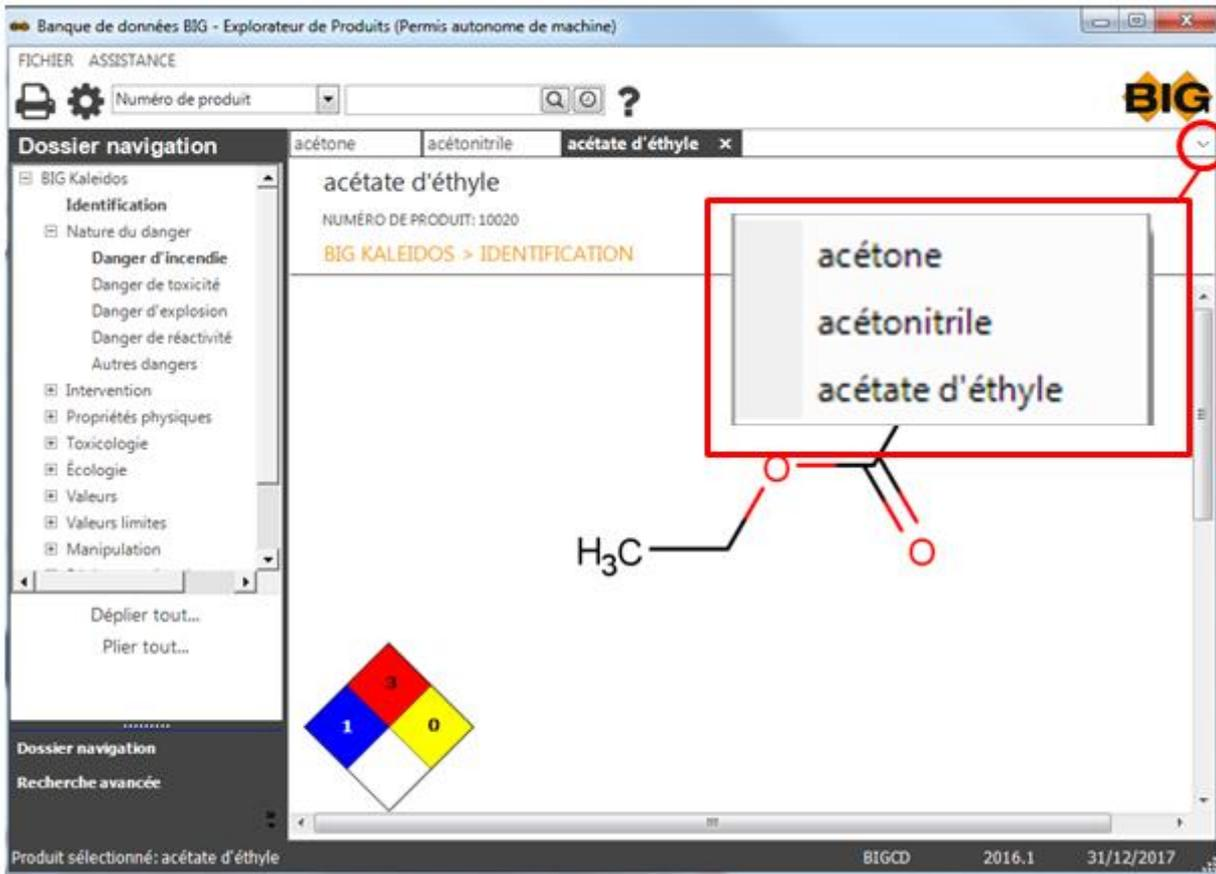 Banque de données BIG - Explorateur de Produits (Permis autonome de machine)
FICHIER ASSISTANCE
Numéro de produit
?
BIG
Dossier navigation
BIG Kaleidos
Identification
Nature du danger
Danger d'incendie
Danger de toxicité
Danger d'explosion
Danger de réactivité
Autres dangers
Intervention
Propriétés physiques
Toxicologie
Écologie
Valeurs
Valeurs limites
Manipulation
Déplier tout...
Plier tout...
Dossier navigation
Recherche avancée
acétone acétonitrile acétate d'éthyle x
acétate d'éthyle
NUMÉRO DE PRODUIT: 10020
BIG KALEIDOS > IDENTIFICATION
acétone
acétonitrile
acétate d'éthyle
O
H₃C
O
3
1 0
Produit sélectionné: acétate d'éthyle BIGCD 2016.1 31/12/2017